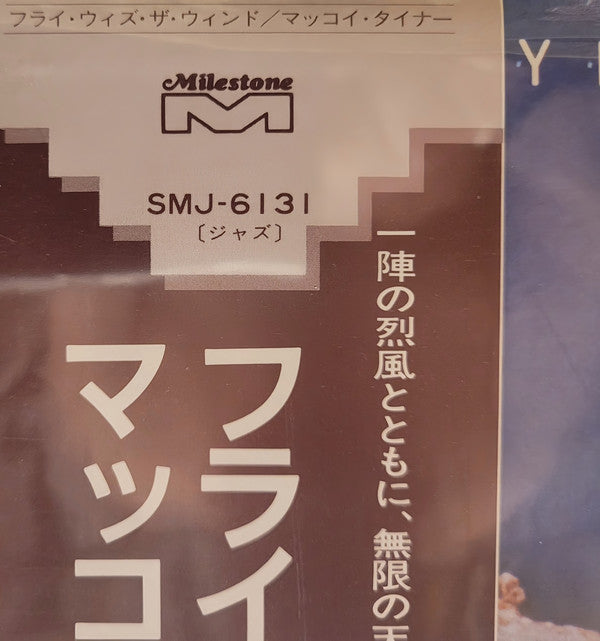 フライ・ウィズ・ザ・ウィンド／マッコイ・タイナー
Milestone
SMJ-6131
〔ジャズ〕
一陣の烈風とともに、無限の天
フライ
マッコ
Y